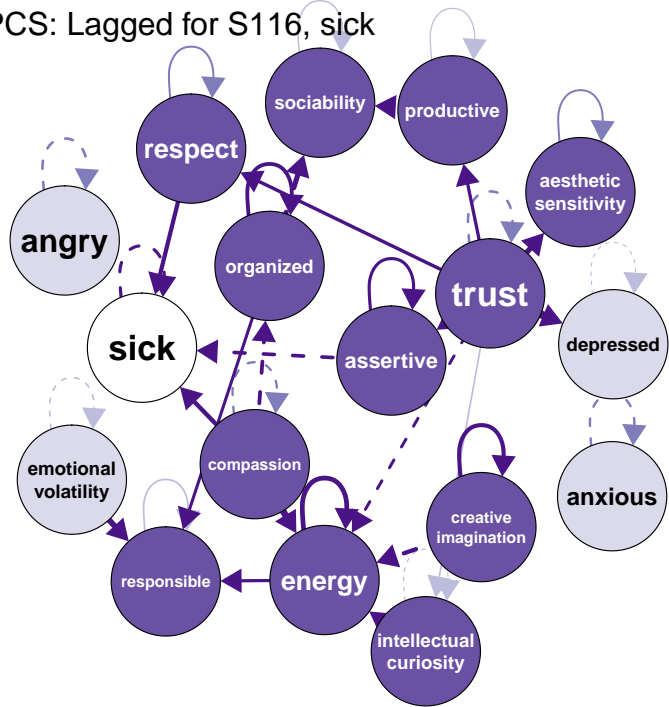 PCS: Lagged for S116, sick
sociability
productive
respect
aesthetic
sensitivity
angry
organized
trust
sick
assertive
depressed
emotional
volatility
compassion
anxious
creative
imagination
responsible
energy
intellectual
curiosity